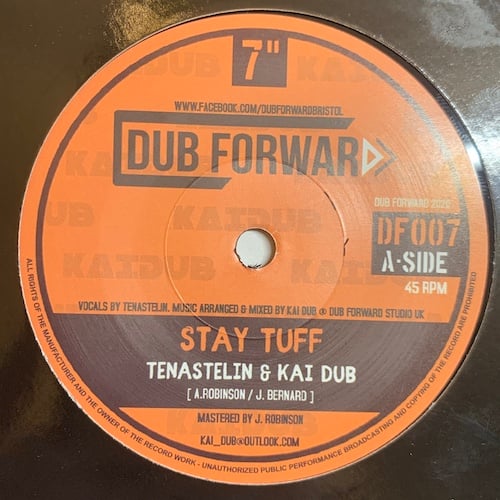 7"
WWW.FACEBOOK.COM/DUBFORWARDBRISTOL
DUB FORWARD
DUB FORWARD 2020
DF007
A-SIDE
45 RPM
KAIDUB
KAIDUB
VOCALS BY TENASTELIN. MUSIC ARRANGED & MIXED BY KAI DUB @ DUB FORWARD STUDIO UK
STAY TUFF
TENASTELIN & KAI DUB
[ A.ROBINSON / J. BERNARD ]
MASTERED BY J. ROBINSON
KAI_DUB@OUTLOOK.COM
ALL RIGHTS OF THE MANUFACTURER AND THE OWNER OF THE RECORD WORK - UNAUTHORIZED PUBLIC PERFORMANCE BROADCASTING AND COPYING OF THE RECORD ARE PROHIBITED